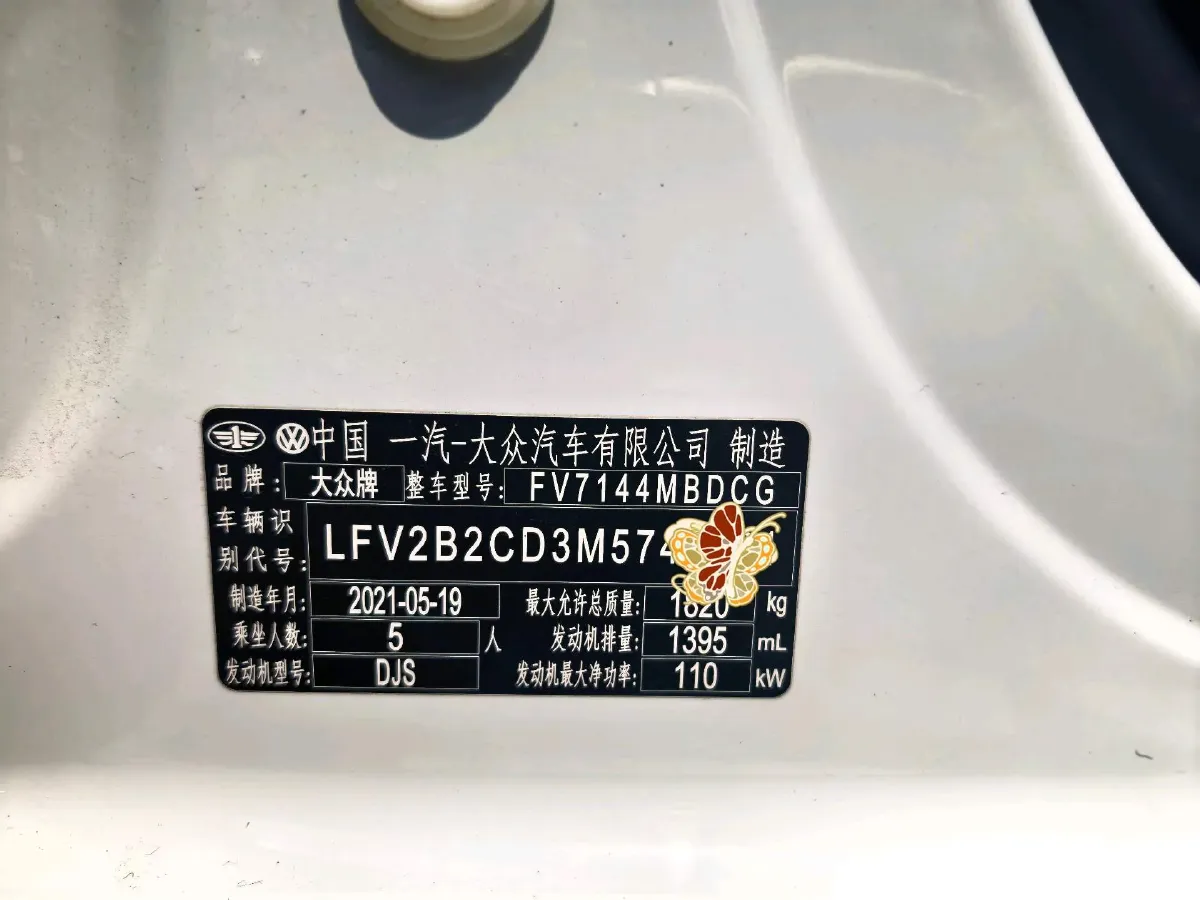 中国 一汽-大众汽车有限公司 制造
品牌: 大众牌 整车型号: FV7144MBDCG
车辆识别代号: LFV2B2CD3M574
制造年月: 2021-05-19 最大允许总质量: 1820 kg
乘坐人数: 5 人 发动机排量: 1395 mL
发动机型号: DJS 发动机最大净功率: 110 kW